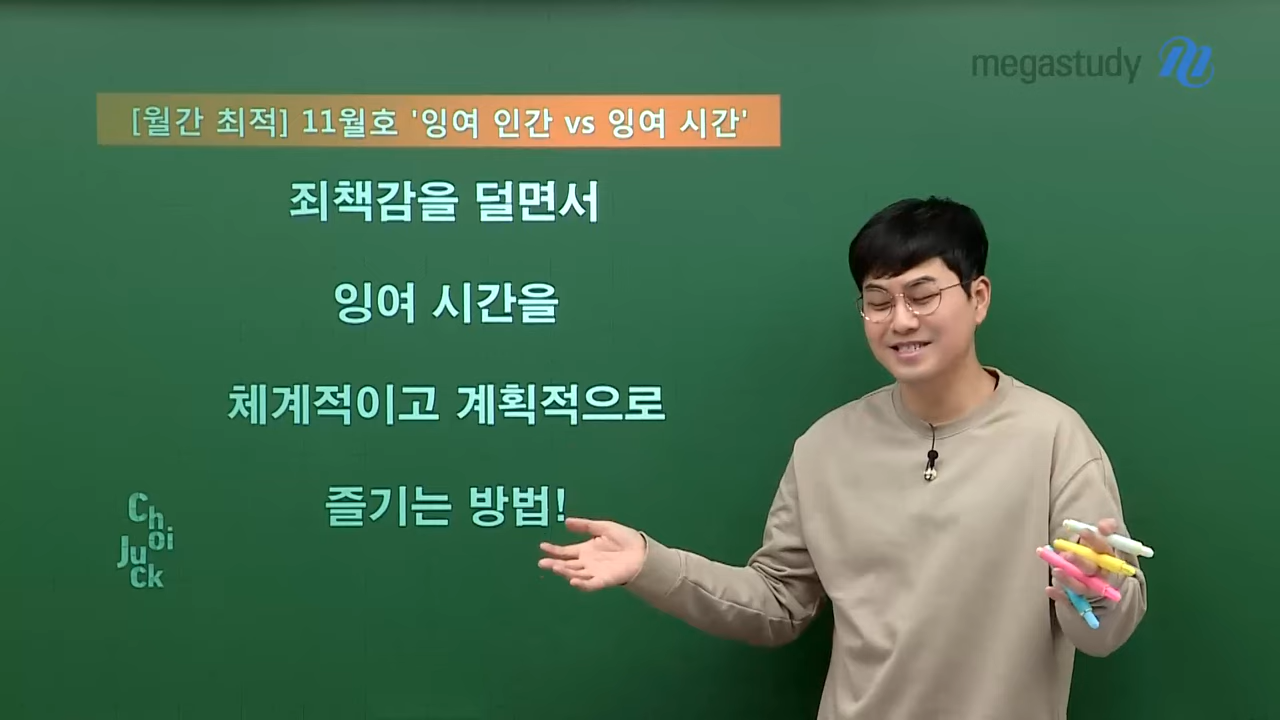 megastudy
[월간 최적] 11월호 '잉여 인간 vs 잉여 시간'
죄책감을 덜면서
잉여 시간을
체계적이고 계획적으로
즐기는 방법!
Ch
oi
Ju
ck